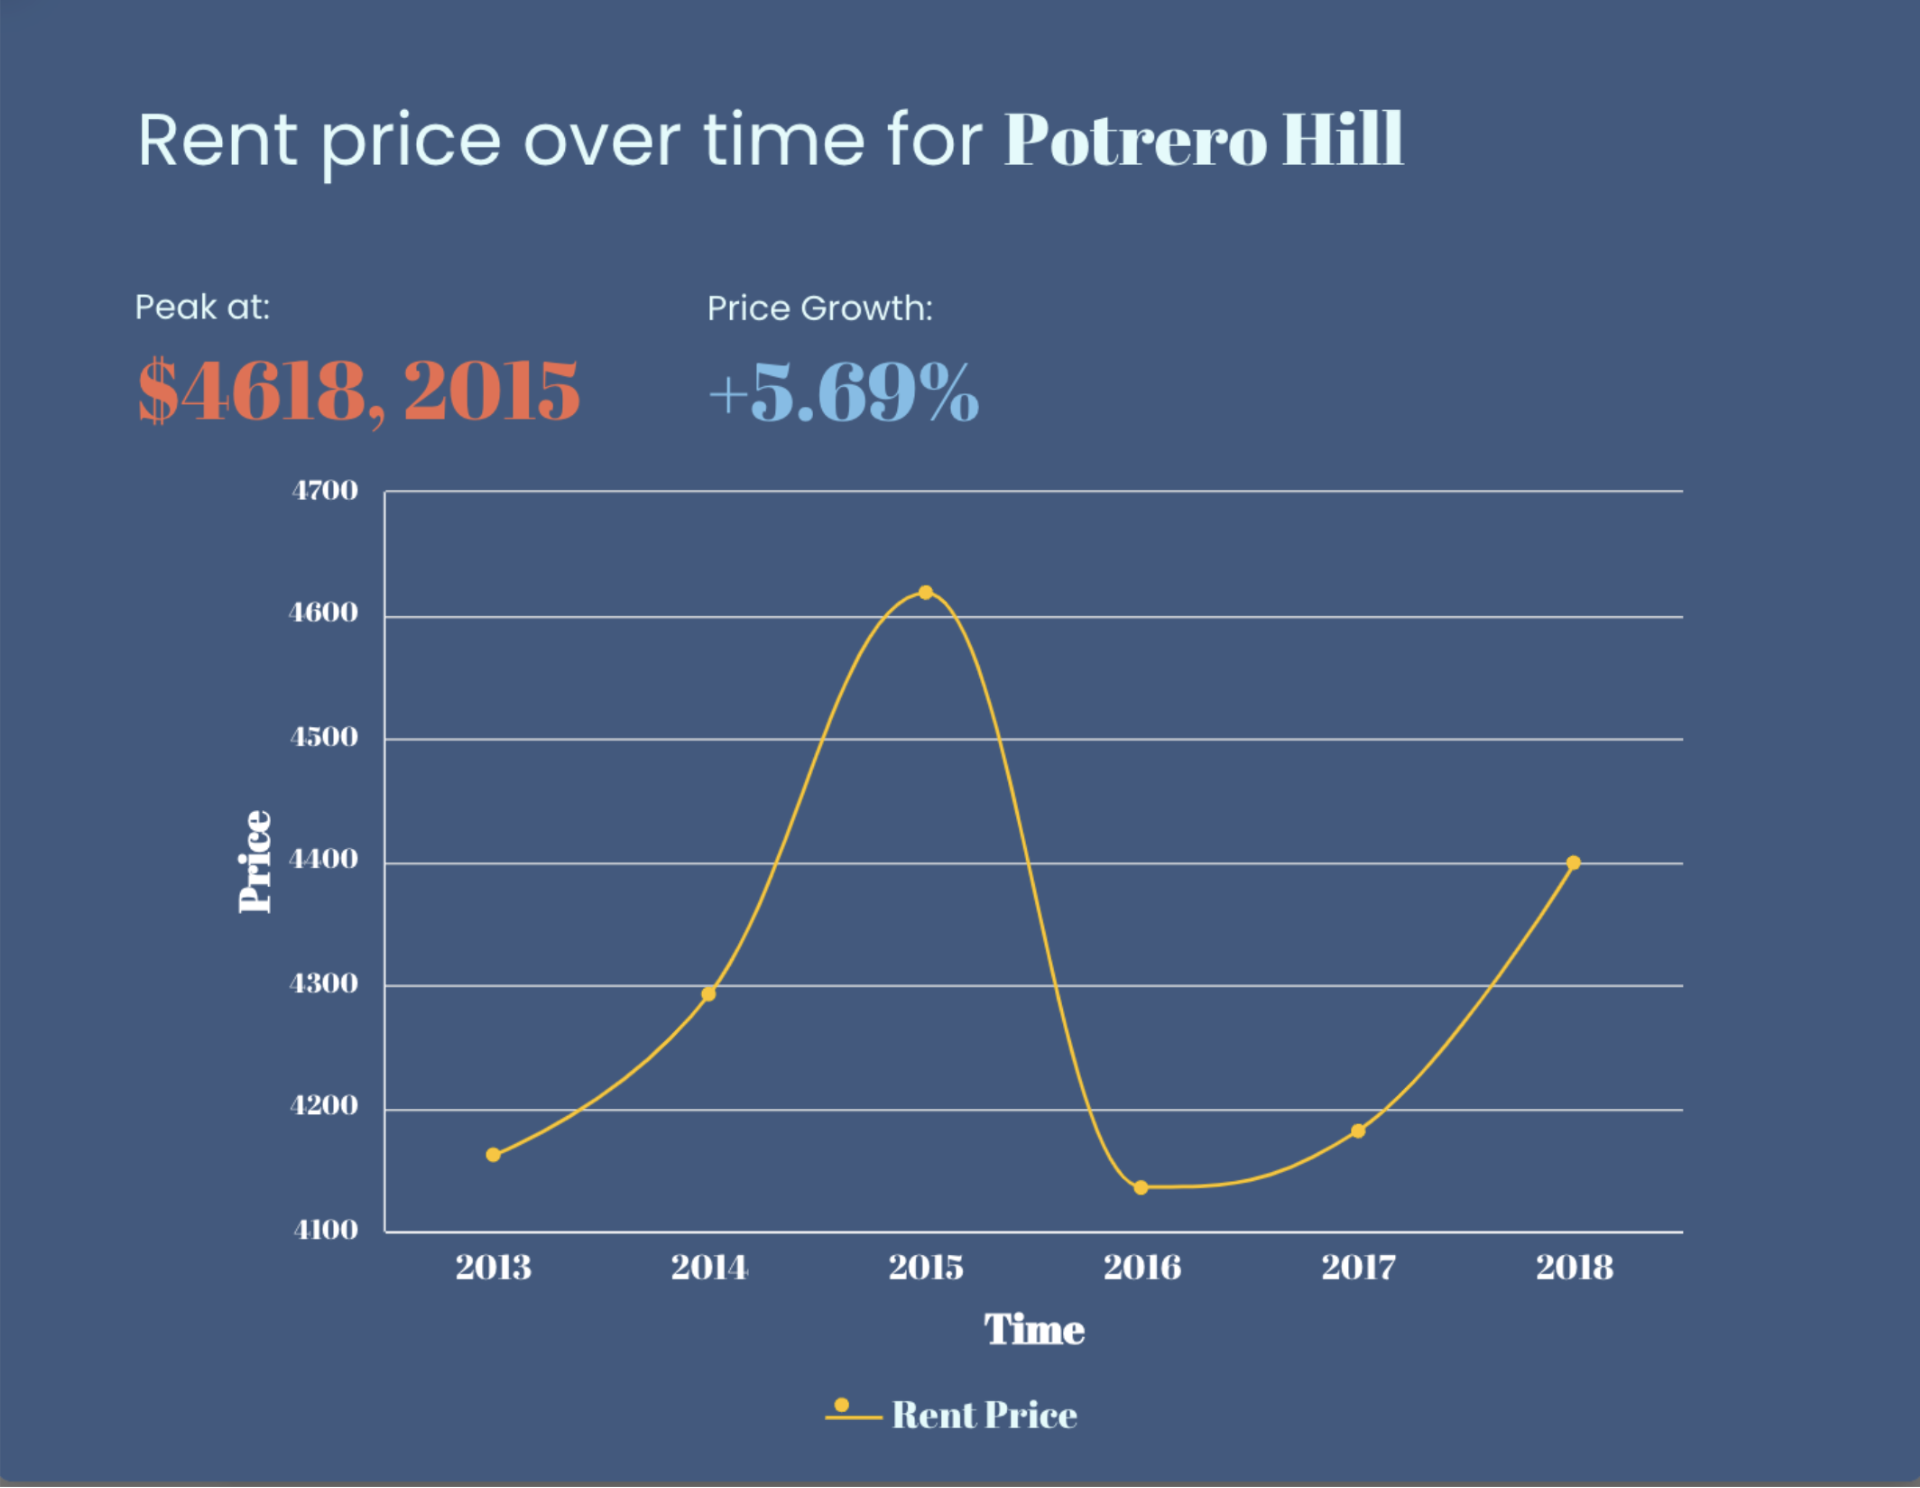 Rent price over time for Potrero Hill
Peak at:
Price Growth:
$4618, 2015
+5.69%
4700
4600
4500
4400
4300
4200
4100
Price
2013 2014 2015 2016 2017 2018
Time
Rent Price